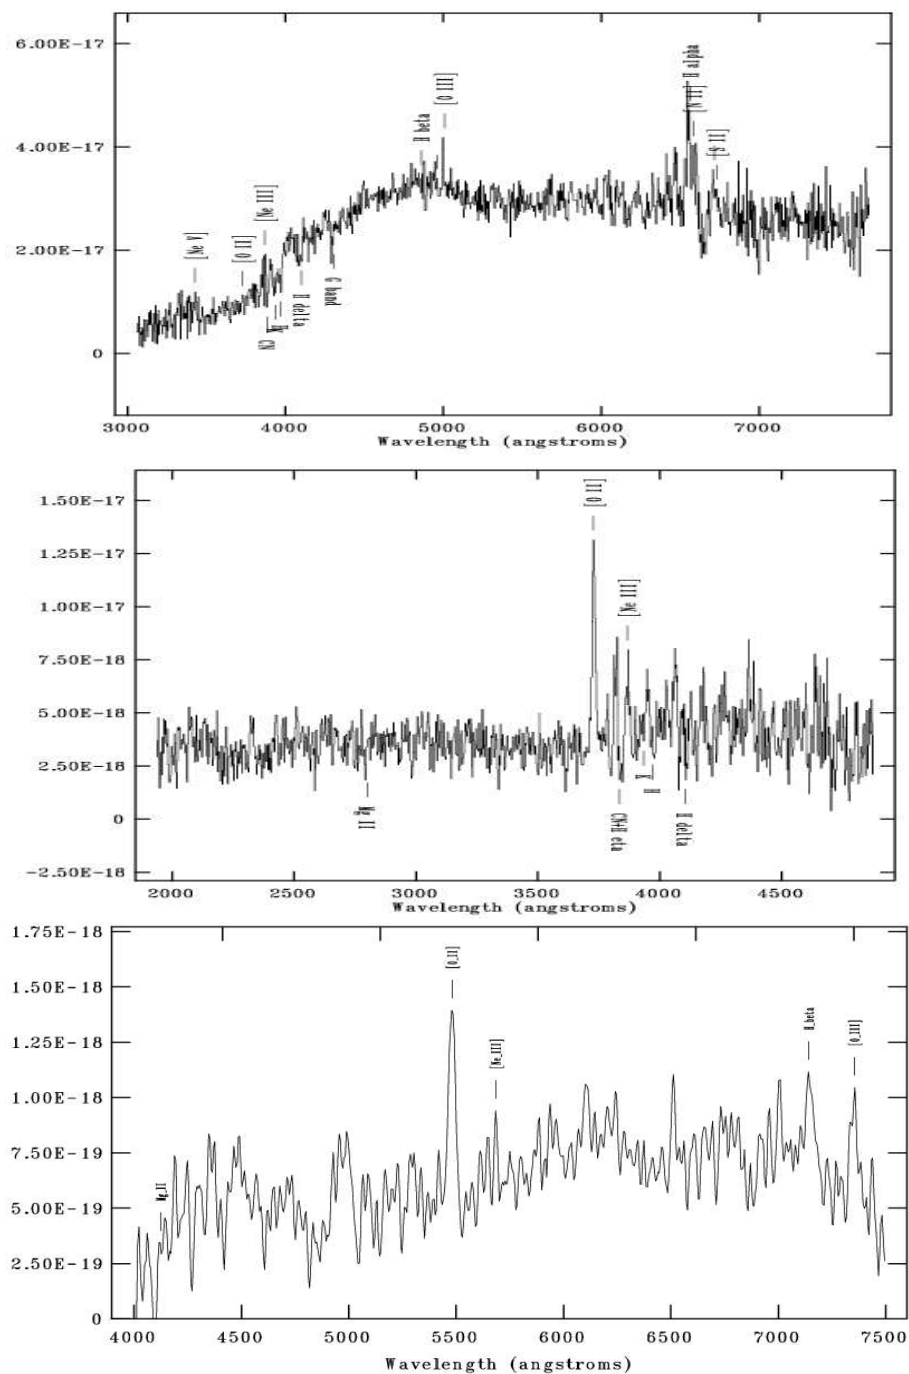 6.00E-17
4.00E-17
2.00E-17
0
[Ne V]
[O II]
[Ne III]
CN
K
H
H delta
G band
H beta
[O III]
H alpha
[N II]
[S II]
3000 4000 5000 6000 7000
Wavelength (angstroms)
1.50E-17
1.25E-17
1.00E-17
7.50E-18
5.00E-18
2.50E-18
0
-2.50E-18
Mg II
[O II]
[Ne III]
CN+H eta
K
H
H delta
2000 2500 3000 3500 4000 4500
Wavelength (angstroms)
1.75E-18
1.50E-18
1.25E-18
1.00E-18
7.50E-19
5.00E-19
2.50E-19
0
Mg_II
[O_II]
[Ne_III]
H_beta
[O_III]
4000 4500 5000 5500 6000 6500 7000 7500
Wavelength (angstroms)